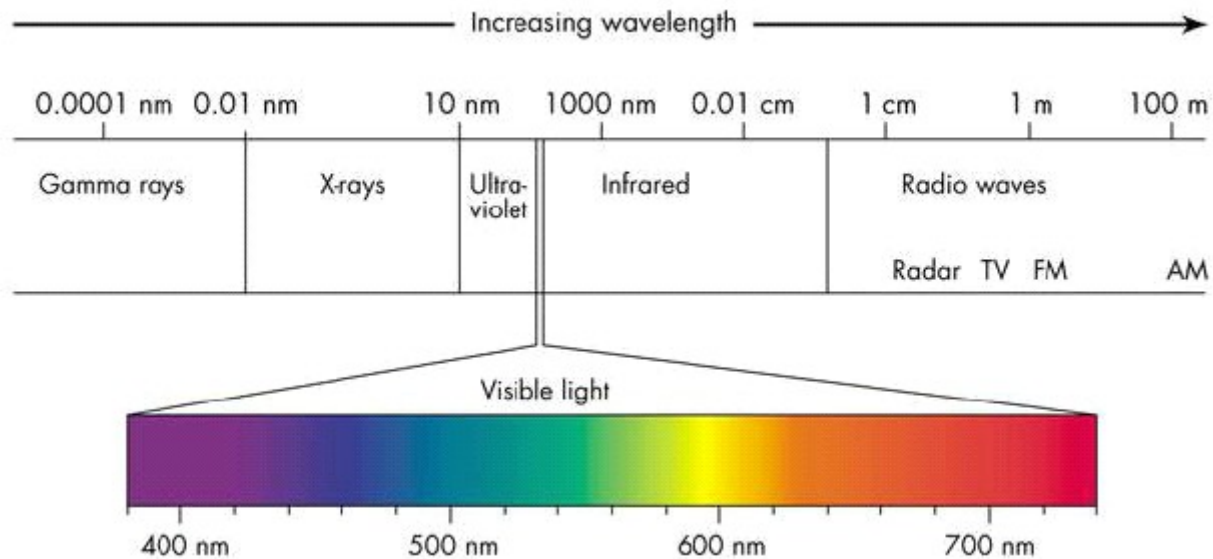 Increasing wavelength
0.0001 nm 0.01 nm 10 nm 1000 nm 0.01 cm 1 cm 1 m 100 m
Gamma rays X-rays Ultra- Infrared Radio waves
violet
Radar TV FM AM
Visible light
400 nm 500 nm 600 nm 700 nm